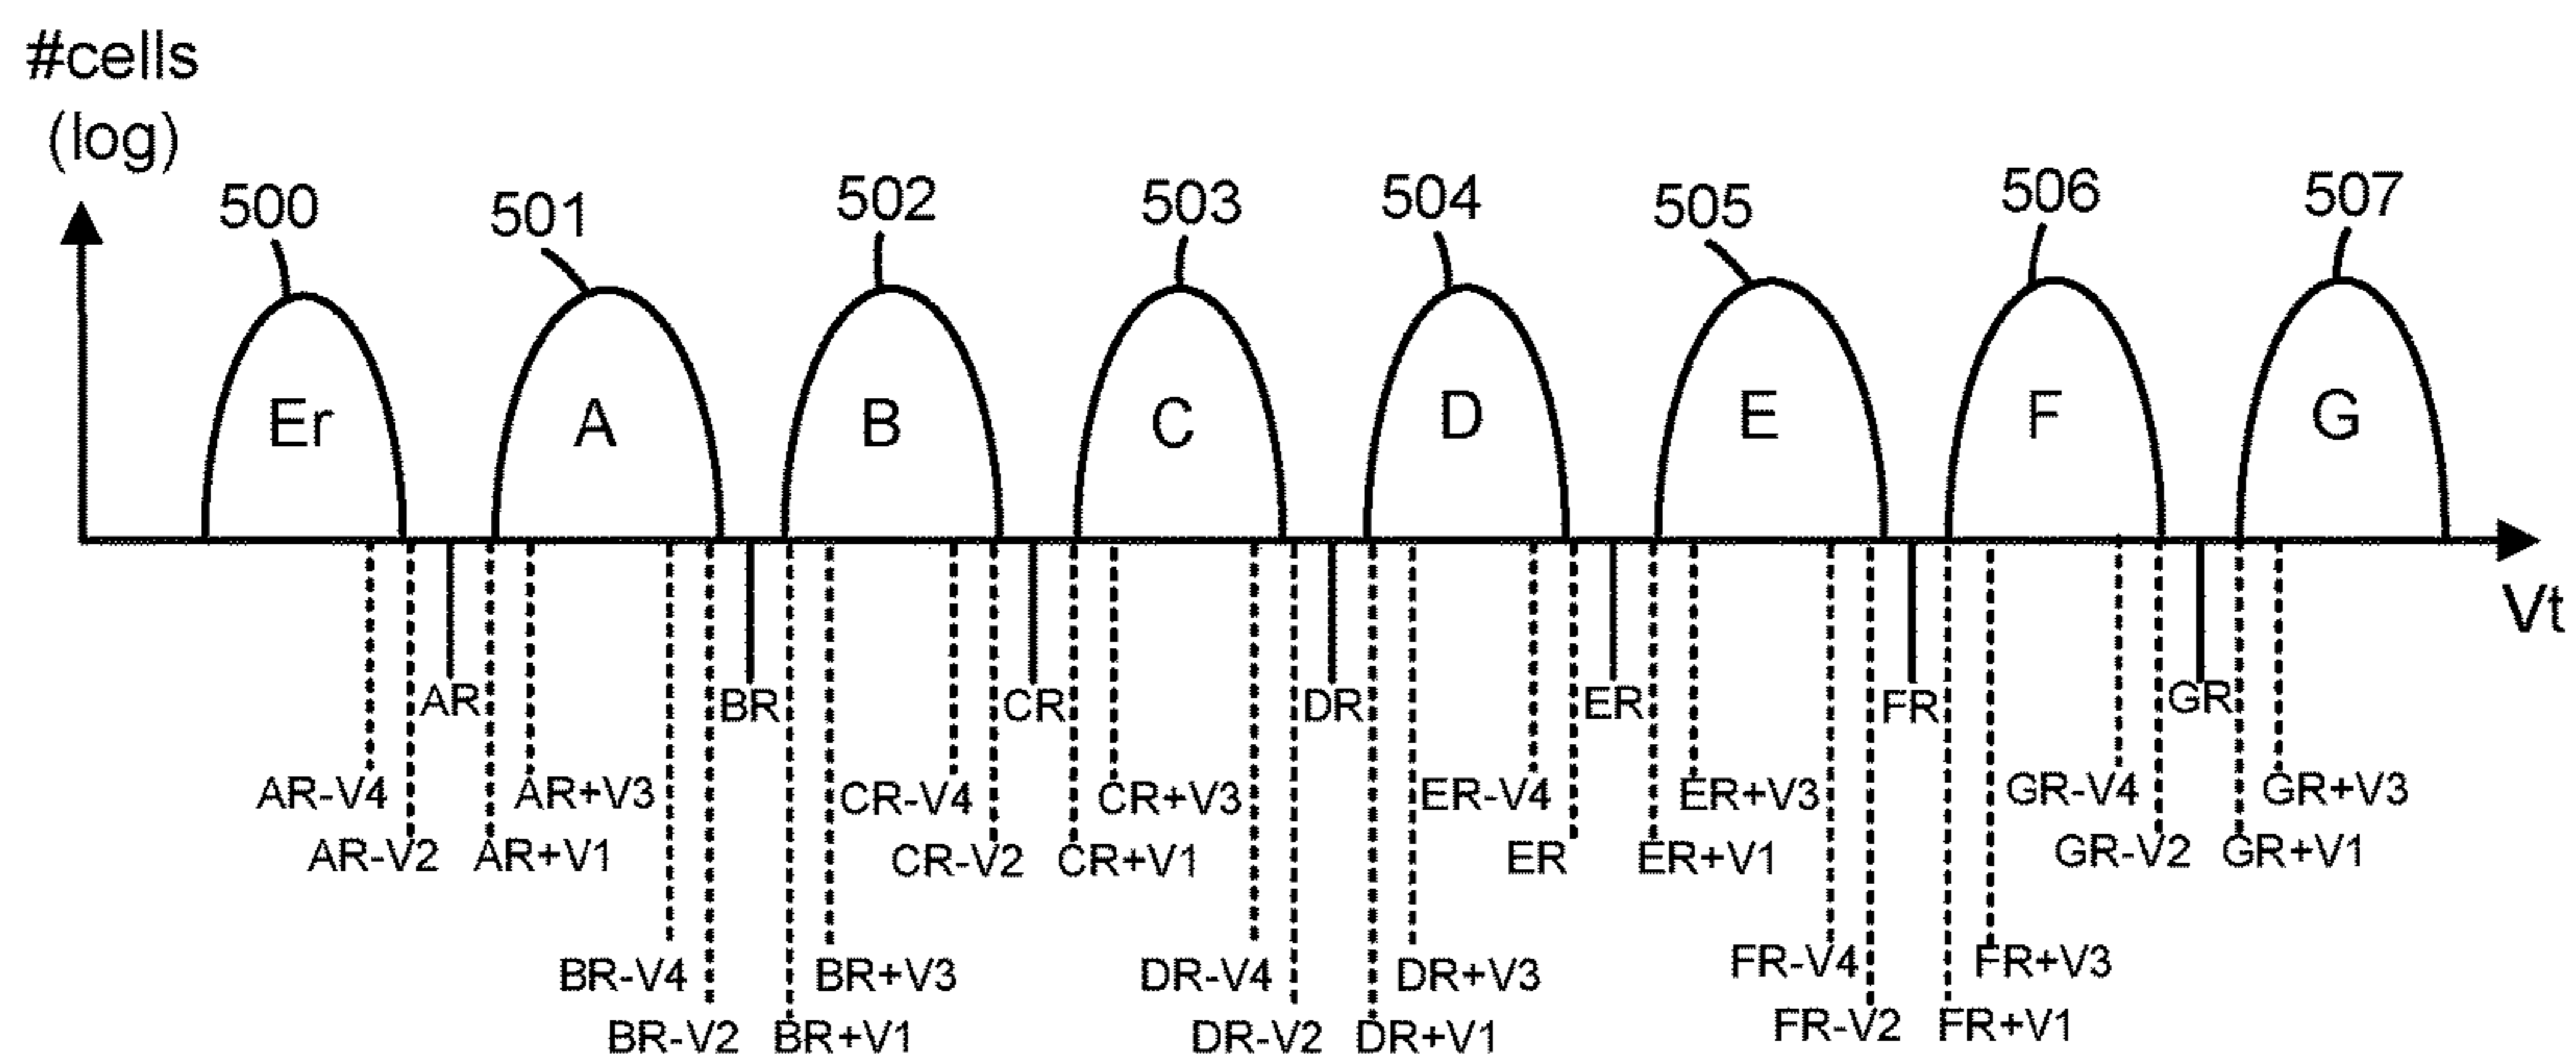 #cells
(log)
500
501
502
503
504
505
506
507
Er
A
B
C
D
E
F
G
Vt
AR
BR
CR
DR
ER
FR
GR
AR-V4
AR+V3
CR-V4
CR+V3
ER-V4
ER+V3
GR-V4
GR+V3
AR-V2
AR+V1
CR-V2
CR+V1
ER
ER+V1
GR-V2
GR+V1
BR-V4
BR+V3
DR-V4
DR+V3
FR-V4
FR+V3
BR-V2
BR+V1
DR-V2
DR+V1
FR-V2
FR+V1